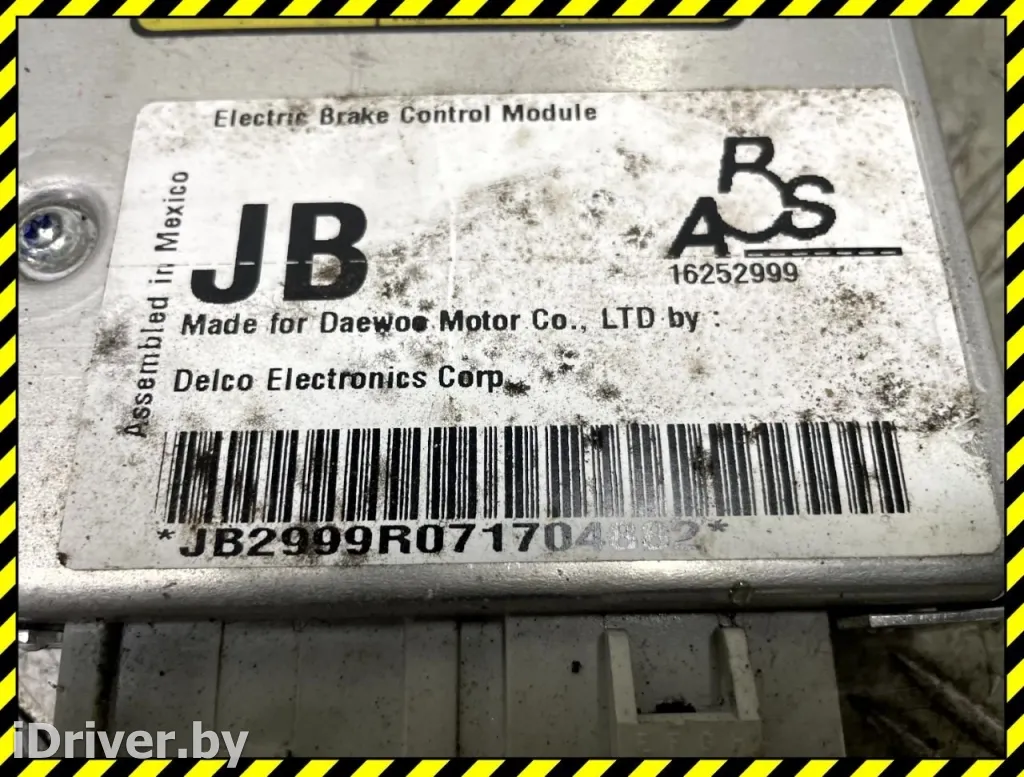 Electric Brake Control Module
Assembled in Mexico
JB
ABS
16252999
Made for Daewoo Motor Co., LTD by :
Delco Electronics Corp.
iDriver.by